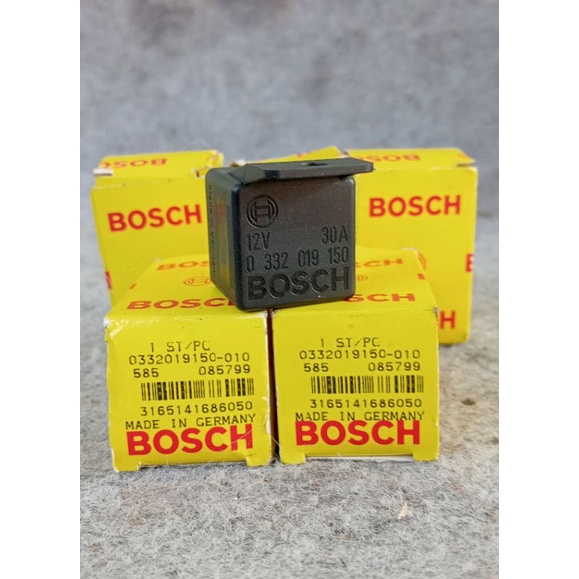 BOSCH
BOSCH
BOSCH
12V 30A
0 332 019 150
BOSCH
1 ST/PC
0332019150-010
585 085799
3165141686050
MADE IN GERMANY
BOSCH
1 ST/PC
0332019150-010
585 085799
3165141686050
MADE IN GERMANY
BOSCH